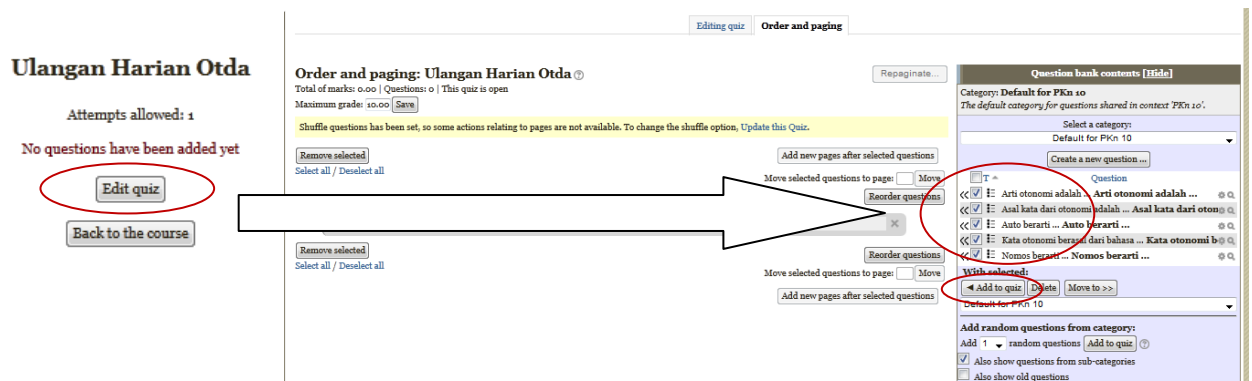 Ulangan Harian Otda
Attempts allowed: 1
No questions have been added yet
Edit quiz
Back to the course
Editing quiz Order and paging
Order and paging: Ulangan Harian Otda
Repaginate...
Total of marks: 0.00 | Questions: 0 | This quiz is open
Maximum grade: 10.00 Save
Shuffle questions has been set, so some actions relating to pages are not available. To change the shuffle option, Update this Quiz.
Remove selected
Add new pages after selected questions
Select all / Deselect all
Move selected questions to page: Move
Reorder questions
Remove selected
Reorder questions
Select all / Deselect all
Move selected questions to page: Move
Add new pages after selected questions
Question bank contents [Hide]
Category: Default for PKn 10
The default category for questions shared in context 'PKn 10'.
Select a category:
Default for PKn 10
Create a new question ...
T Question
Arti otonomi adalah ... Arti otonomi adalah ...
Asal kata dari otonomi adalah ... Asal kata dari oton
Auto berarti ... Auto berarti ...
Kata otonomi berasal dari bahasa ... Kata otonomi b
Nomos berarti ... Nomos berarti ...
With selected:
◄ Add to quiz Delete Move to >>
Default for PKn 10
Add random questions from category:
Add 1 random questions Add to quiz
Also show questions from sub-categories
Also show old questions